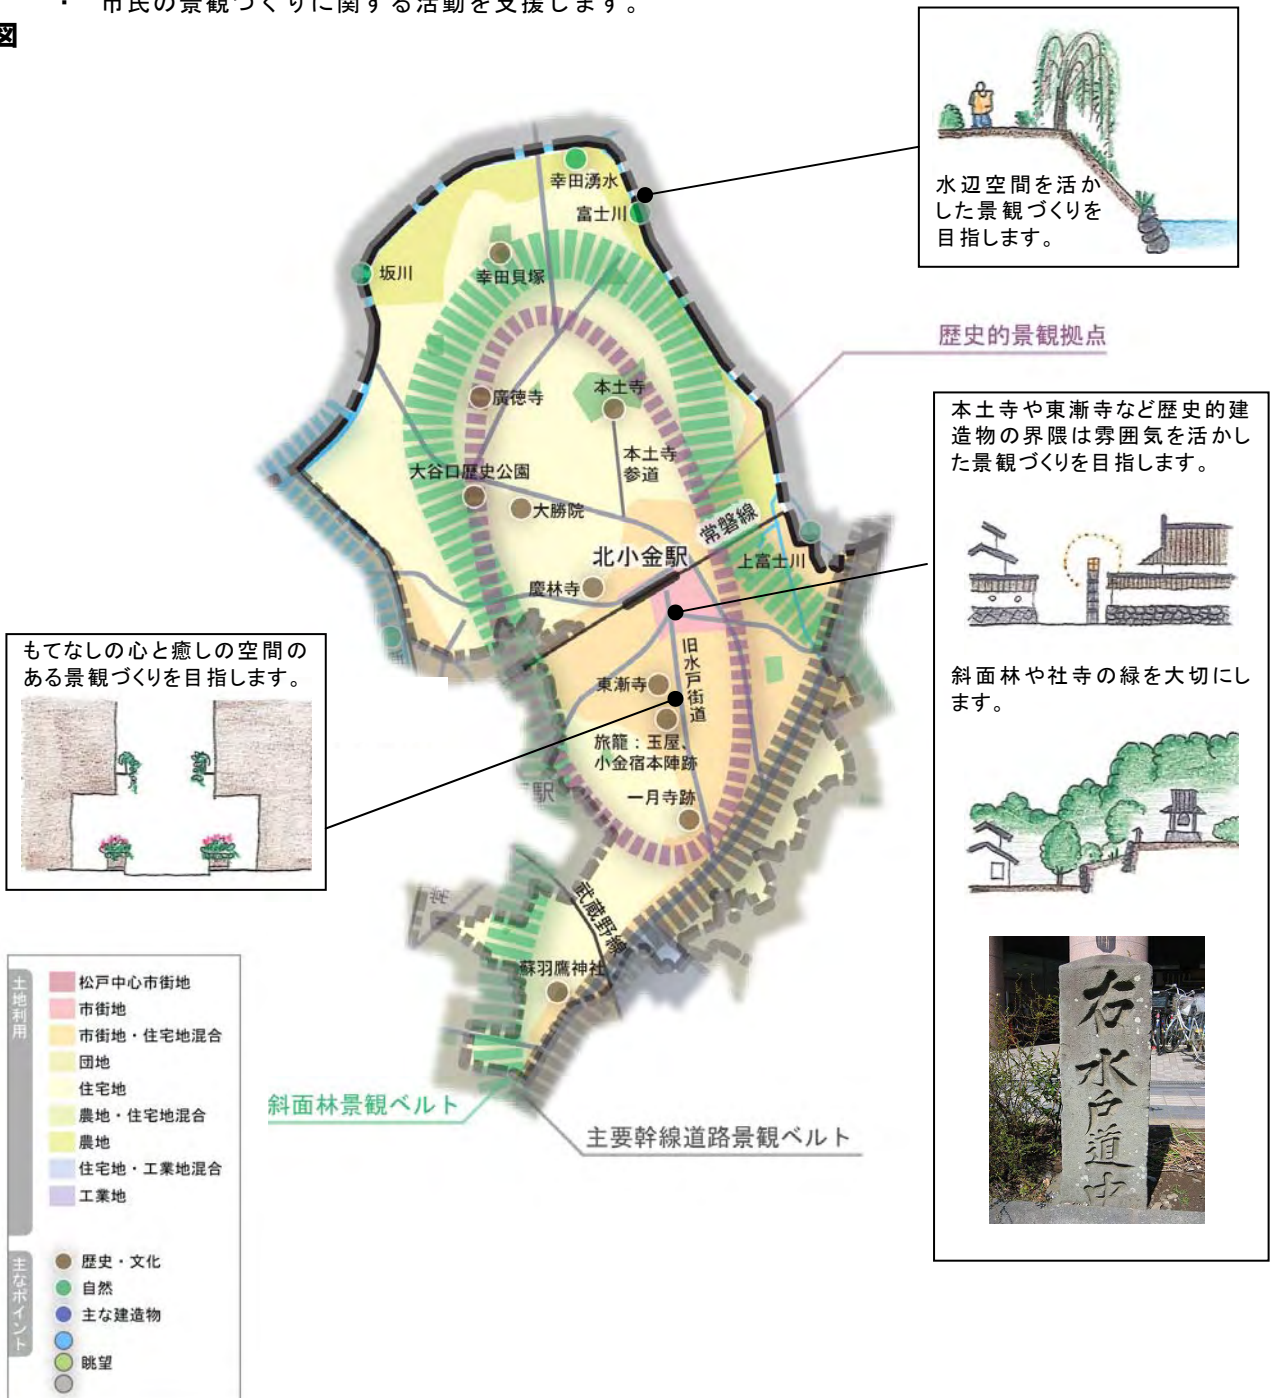 ・ 市民の景観づくりに関する活動を支援します。
図
水辺空間を活か
した景観づくりを
目指します。
幸田湧水
富士川
坂川
幸田貝塚
歴史的景観拠点
廣徳寺
本土寺
本土寺
参道
大谷口歴史公園
大勝院
常磐線
北小金駅
上富士川
慶林寺
本土寺や東漸寺など歴史的建
造物の界隈は雰囲気を活かし
た景観づくりを目指します。
斜面林や社寺の緑を大切にし
ます。
もてなしの心と癒しの空間の
ある景観づくりを目指します。
旧水戸街道
東漸寺
旅籠：玉屋、
小金宿本陣跡
駅
一月寺跡
常
武蔵野線
蘇羽鷹神社
斜面林景観ベルト
主要幹線道路景観ベルト
右水戸道中
土地利用
松戸中心市街地
市街地
市街地・住宅地混合
団地
住宅地
農地・住宅地混合
農地
住宅地・工業地混合
工業地
主なポイント
歴史・文化
自然
主な建造物
眺望